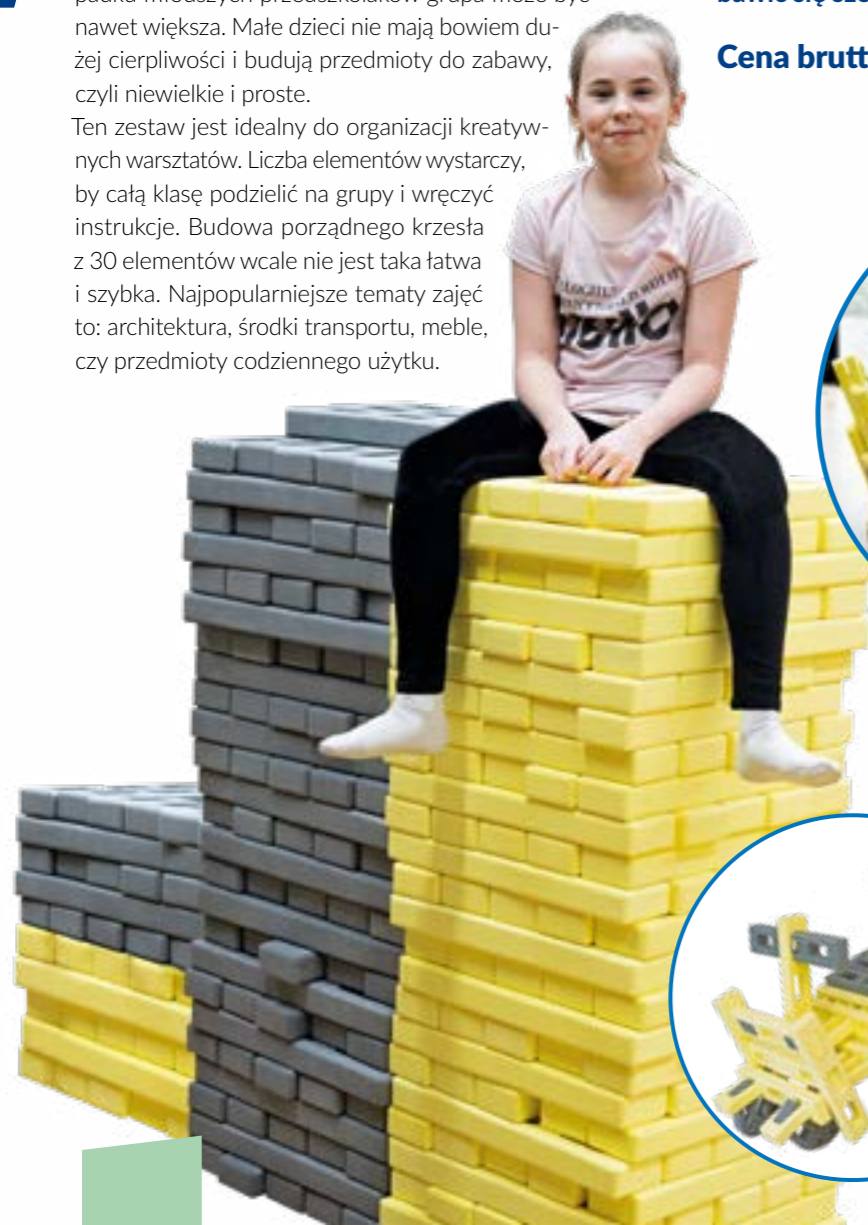 nawet większa. Małe dzieci nie mają bowiem du-
żej cierpliwości i budują przedmioty do zabawy,
czyli niewielkie i proste.
Ten zestaw jest idealny do organizacji kreatyw-
nych warsztatów. Liczba elementów wystarczy,
by całą klasę podzielić na grupy i wręczyć
instrukcje. Budowa porządnego krzesła
z 30 elementów wcale nie jest taka łatwa
i szybka. Najpopularniejsze tematy zajęć
to: architektura, środki transportu, meble,
czy przedmioty codziennego użytku.
Cena brutt